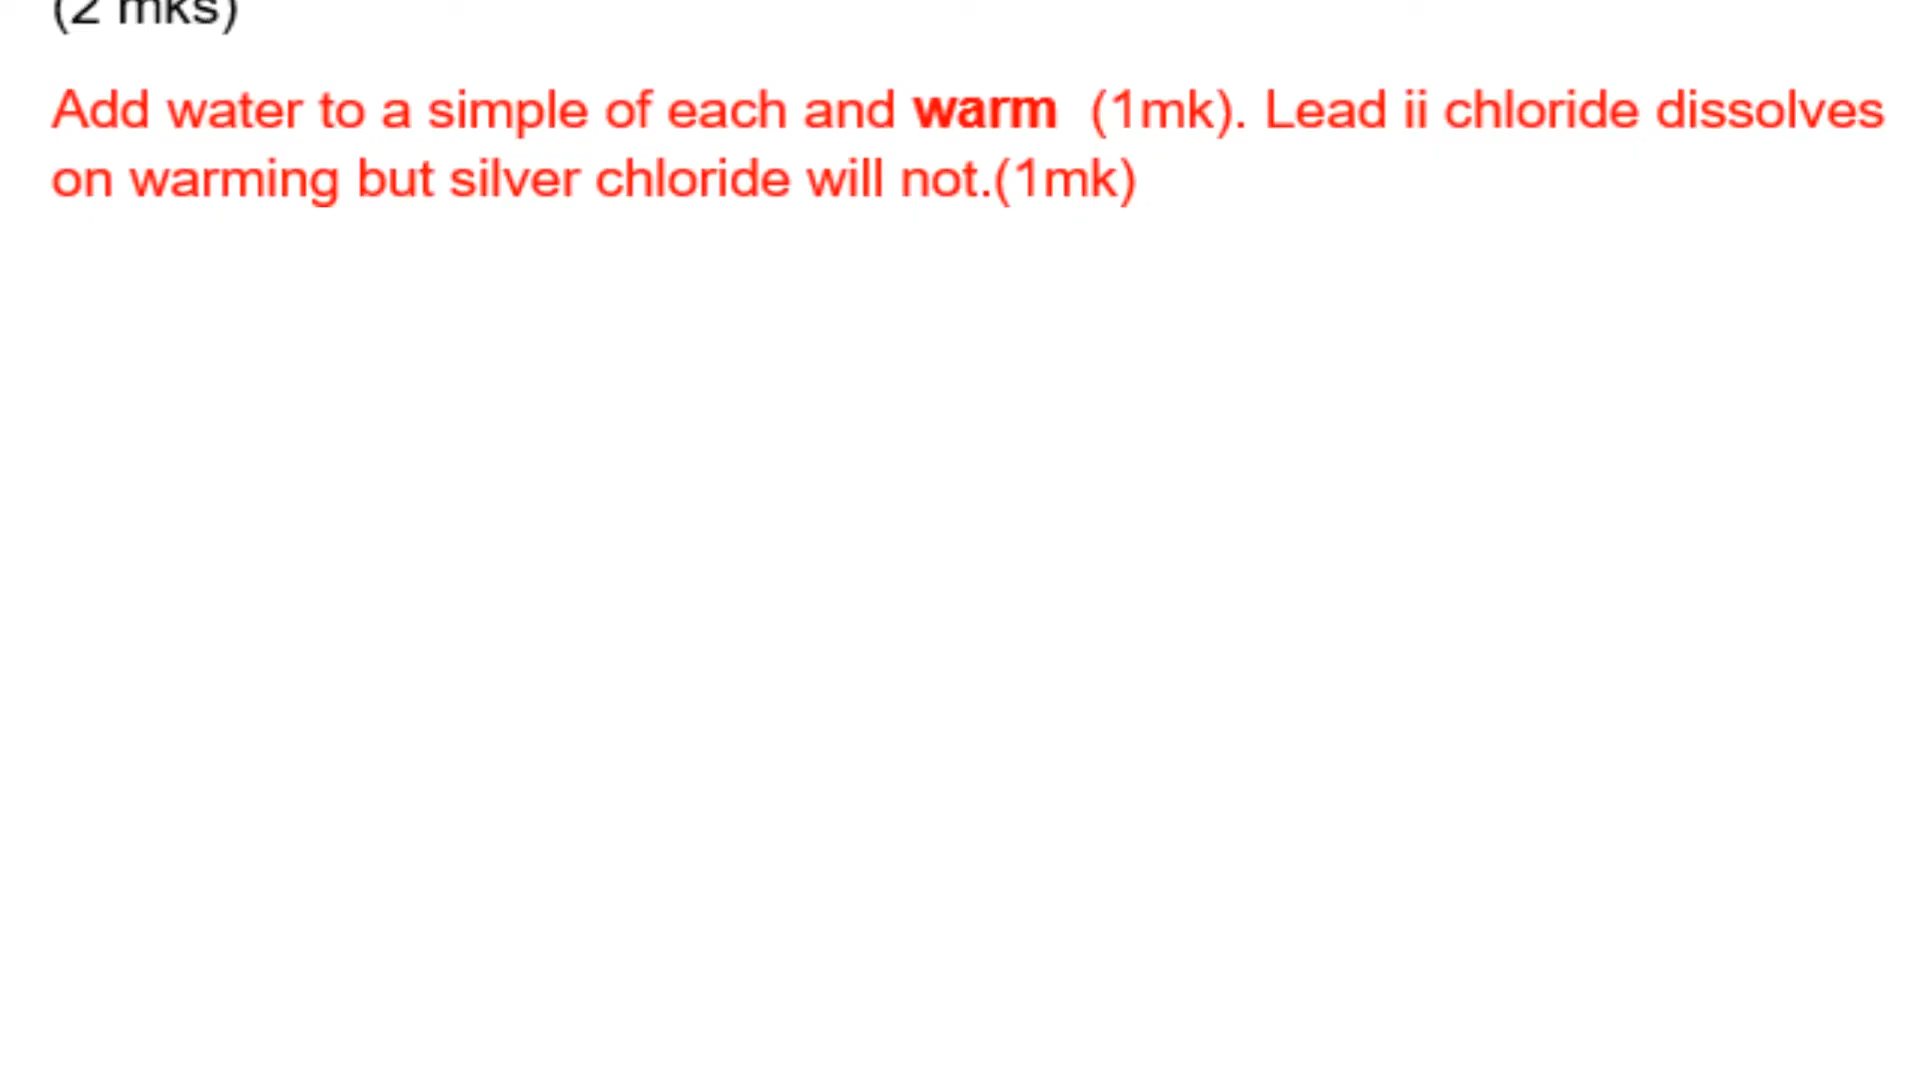 (2 mks)
Add water to a simple of each and warm (1mk). Lead ii chloride dissolves
on warming but silver chloride will not.(1mk)